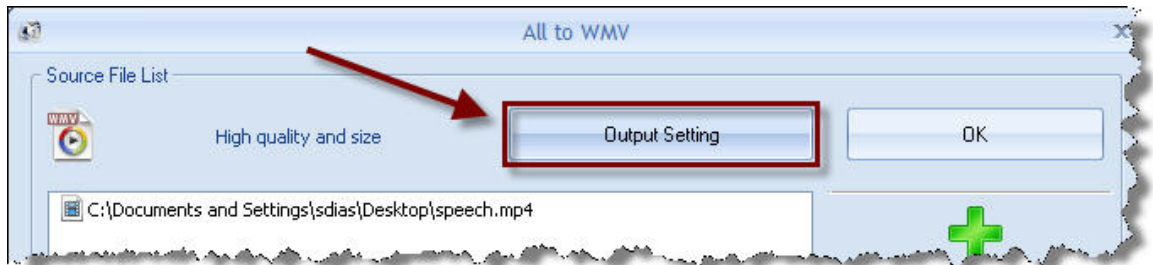 All to WMV
Source File List
WMV
High quality and size
Output Setting
OK
C:\Documents and Settings\sdias\Desktop\speech.mp4